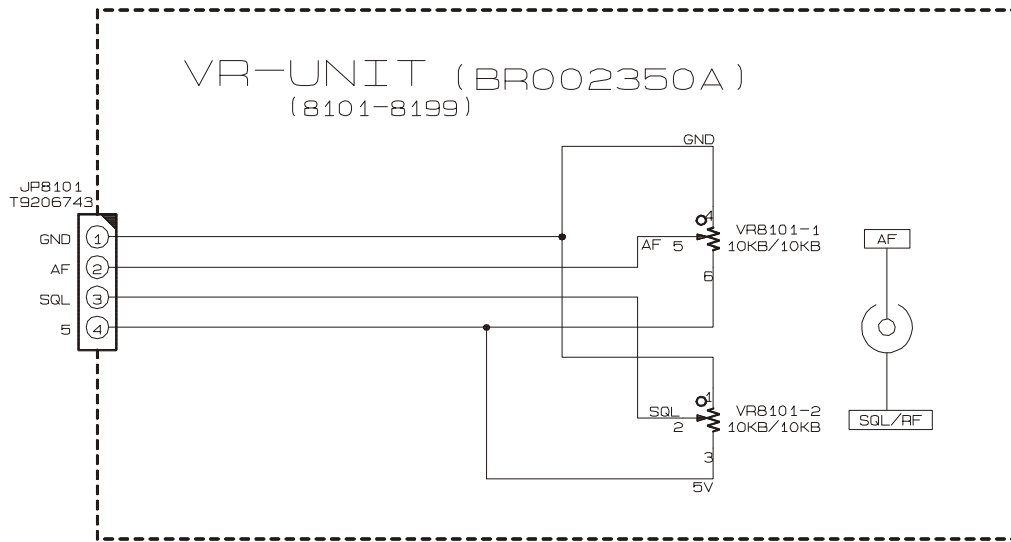 VR-UNIT (BR002350A)
(8101-8199)
GND
JP8101
T9206743
GND 1
AF 2
SQL 3
5 4
4
AF 5
6
VR8101-1
10KB/10KB
AF
1
SQL
2
3
5V
VR8101-2
10KB/10KB
SQL/RF